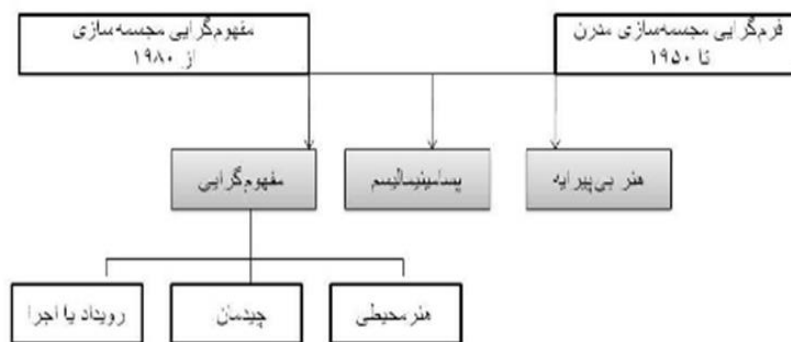 فرم‌گرایی مجسمه‌سازی مدرن
تا ۱۹۵۰
مفهوم‌گرایی مجسمه‌سازی
از ۱۹۸۰
هنر بی‌پیرایه
پسامینیمالیسم
مفهوم‌گرایی
هنر محیطی
چیدمان
رویداد یا اجرا